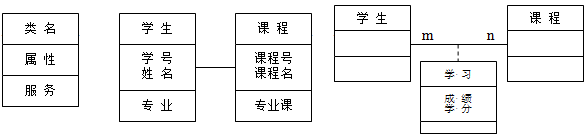 类 名
属 性
服 务
学 生
学 号
姓 名
专 业
课 程
课程号
课程名
专业课
学 生
m
n
课 程
学 习
成 绩
学 分